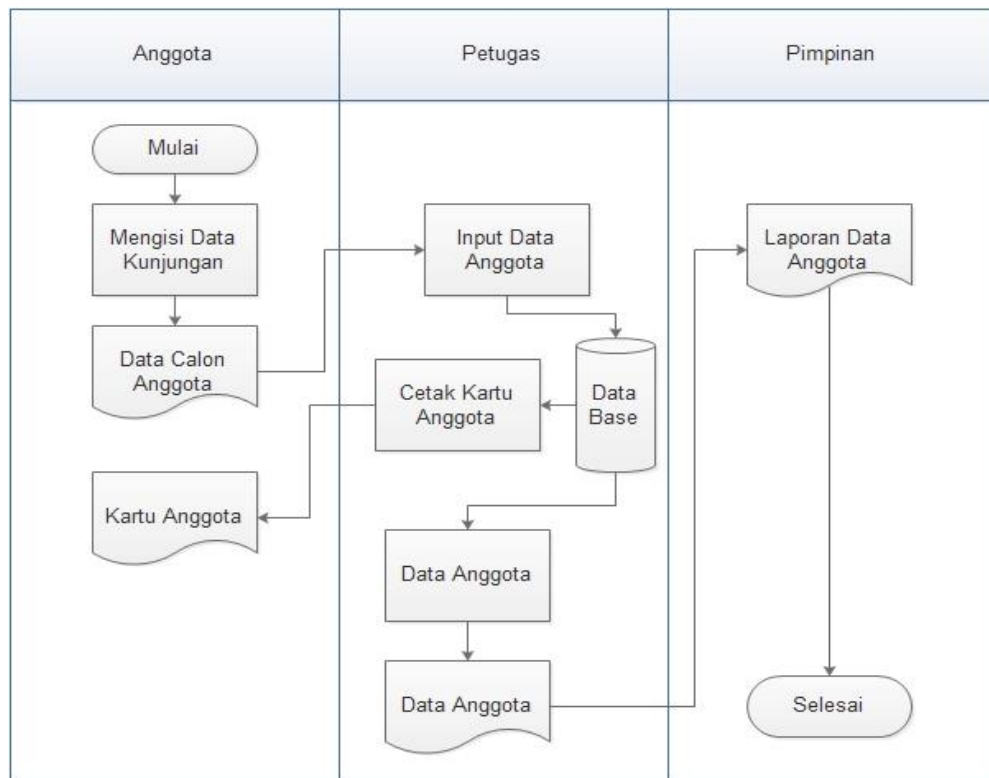 Anggota
Petugas
Pimpinan
Mulai
Mengisi Data
Kunjungan
Data Calon
Anggota
Kartu Anggota
Input Data
Anggota
Data
Base
Cetak Kartu
Anggota
Data Anggota
Data Anggota
Laporan Data
Anggota
Selesai